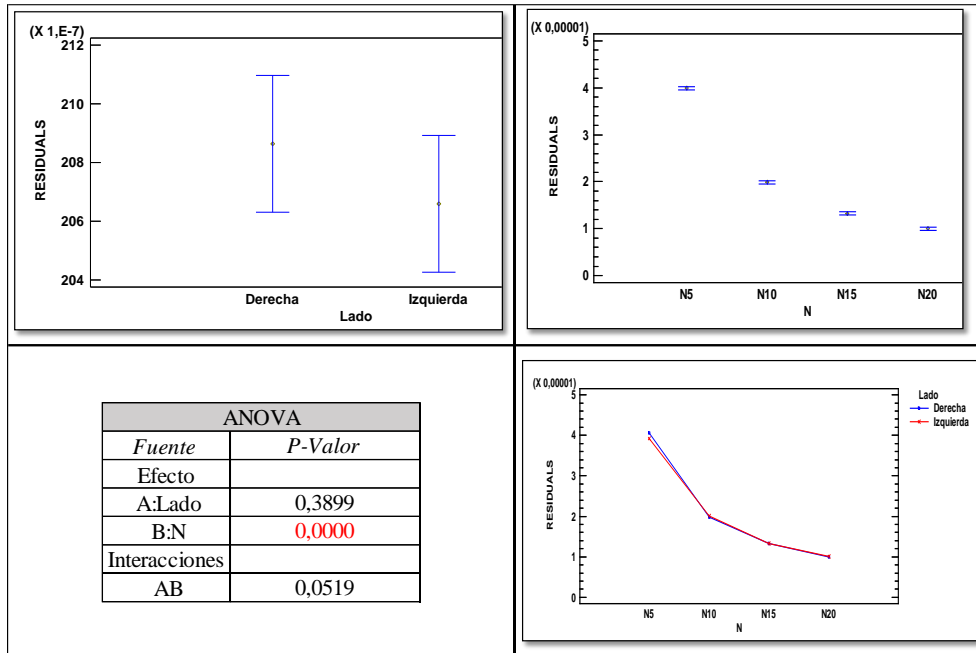 (X 1,E-7)
212
210
208
206
204
RESIDUALS
Derecha Izquierda
Lado
(X 0,00001)
5
4
3
2
1
0
RESIDUALS
N5 N10 N15 N20
N
ANOVA
Fuente P-Valor
Efecto
A:Lado 0,3899
B:N 0,0000
Interacciones
AB 0,0519
(X 0,00001)
5
4
3
2
1
0
RESIDUALS
N5 N10 N15 N20
N
Lado
Derecha
Izquierda